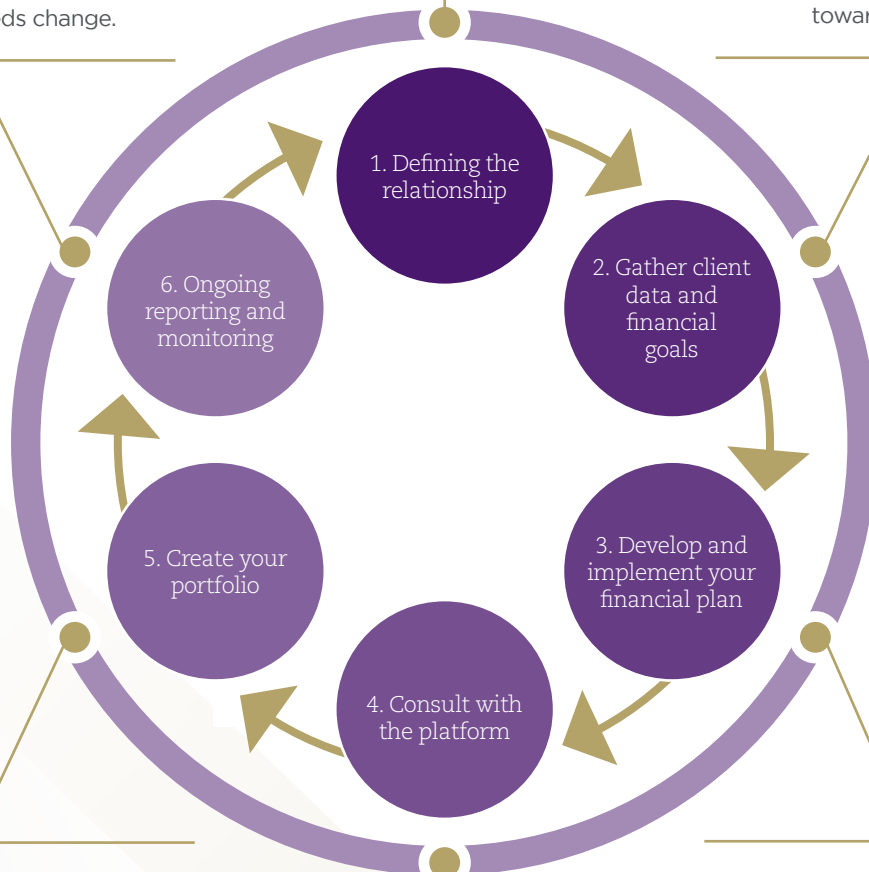 ds change.
towar
1. Defining the
relationship
2. Gather client
data and
financial
goals
3. Develop and
implement your
financial plan
4. Consult with
the platform
5. Create your
portfolio
6. Ongoing
reporting and
monitoring